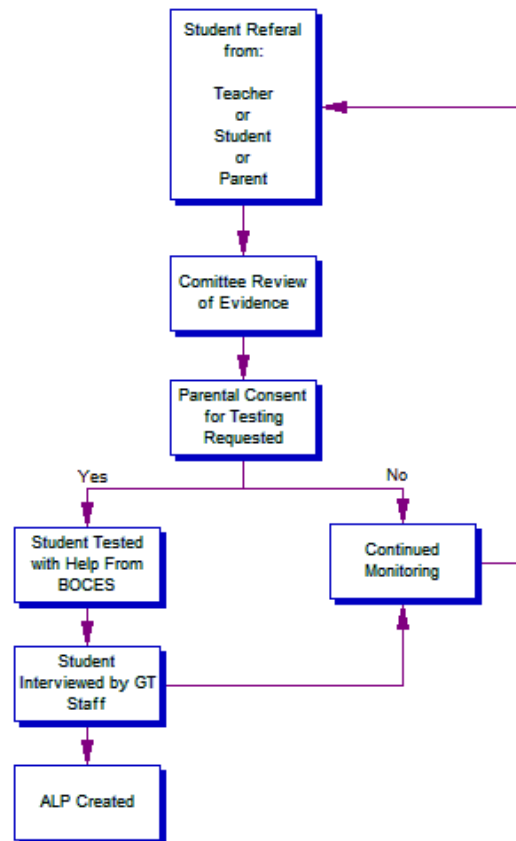 Student Referal
from:
Teacher
or
Student
or
Parent
Comittee Review
of Evidence
Parental Consent
for Testing
Requested
Yes
No
Student Tested
with Help From
BOCES
Continued
Monitoring
Student
Interviewed by GT
Staff
ALP Created